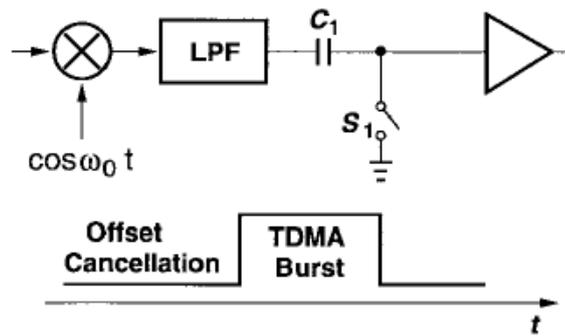 C₁
LPF
S₁
cosω₀ t
Offset TDMA
Cancellation Burst
t